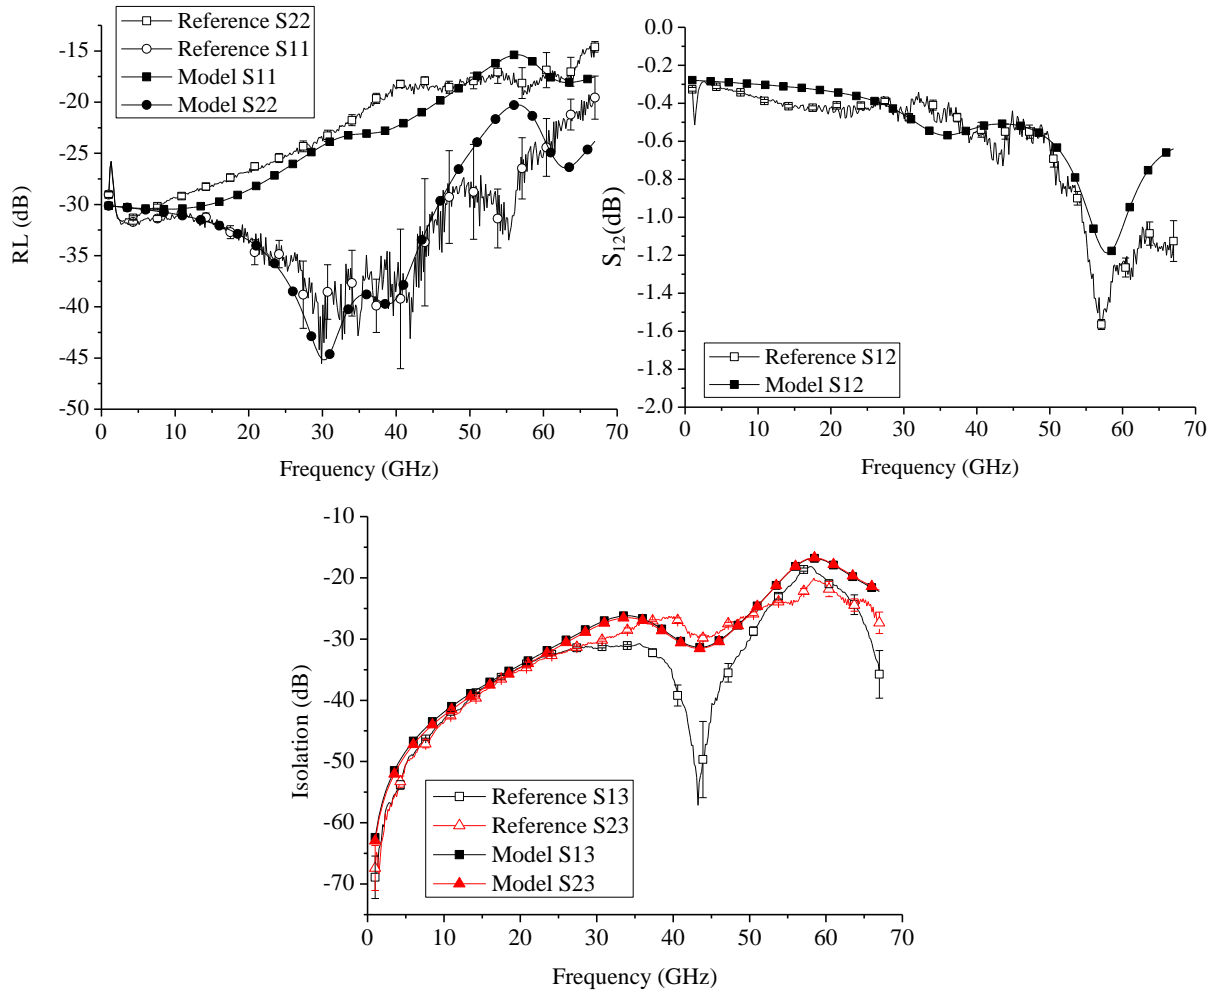 Reference S22
Reference S11
Model S11
Model S22
-15
-20
-25
-30
-35
-40
-45
-50
RL (dB)
0 10 20 30 40 50 60 70
Frequency (GHz)
0.0
-0.2
-0.4
-0.6
-0.8
-1.0
-1.2
-1.4
-1.6
-1.8
-2.0
S12(dB)
Reference S12
Model S12
0 10 20 30 40 50 60 70
Frequency (GHz)
-10
-20
-30
-40
-50
-60
-70
Isolation (dB)
Reference S13
Reference S23
Model S13
Model S23
0 10 20 30 40 50 60 70
Frequency (GHz)